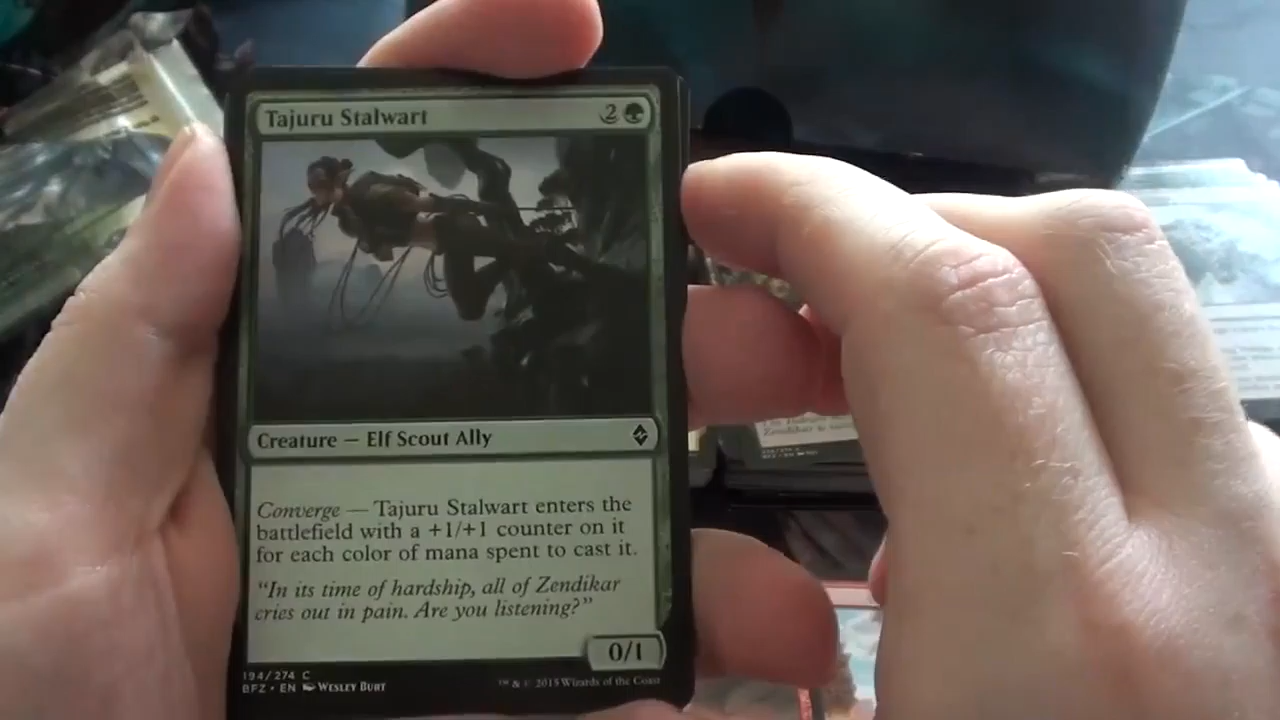 Tajuru Stalwart 2
Creature — Elf Scout Ally
Converge — Tajuru Stalwart enters the
battlefield with a +1/+1 counter on it
for each color of mana spent to cast it.
"In its time of hardship, all of Zendikar
cries out in pain. Are you listening?"
0/1
194/274 C
BFZ • EN Wesley Burt
™ & © 2015 Wizards of the Coast
Zendikar